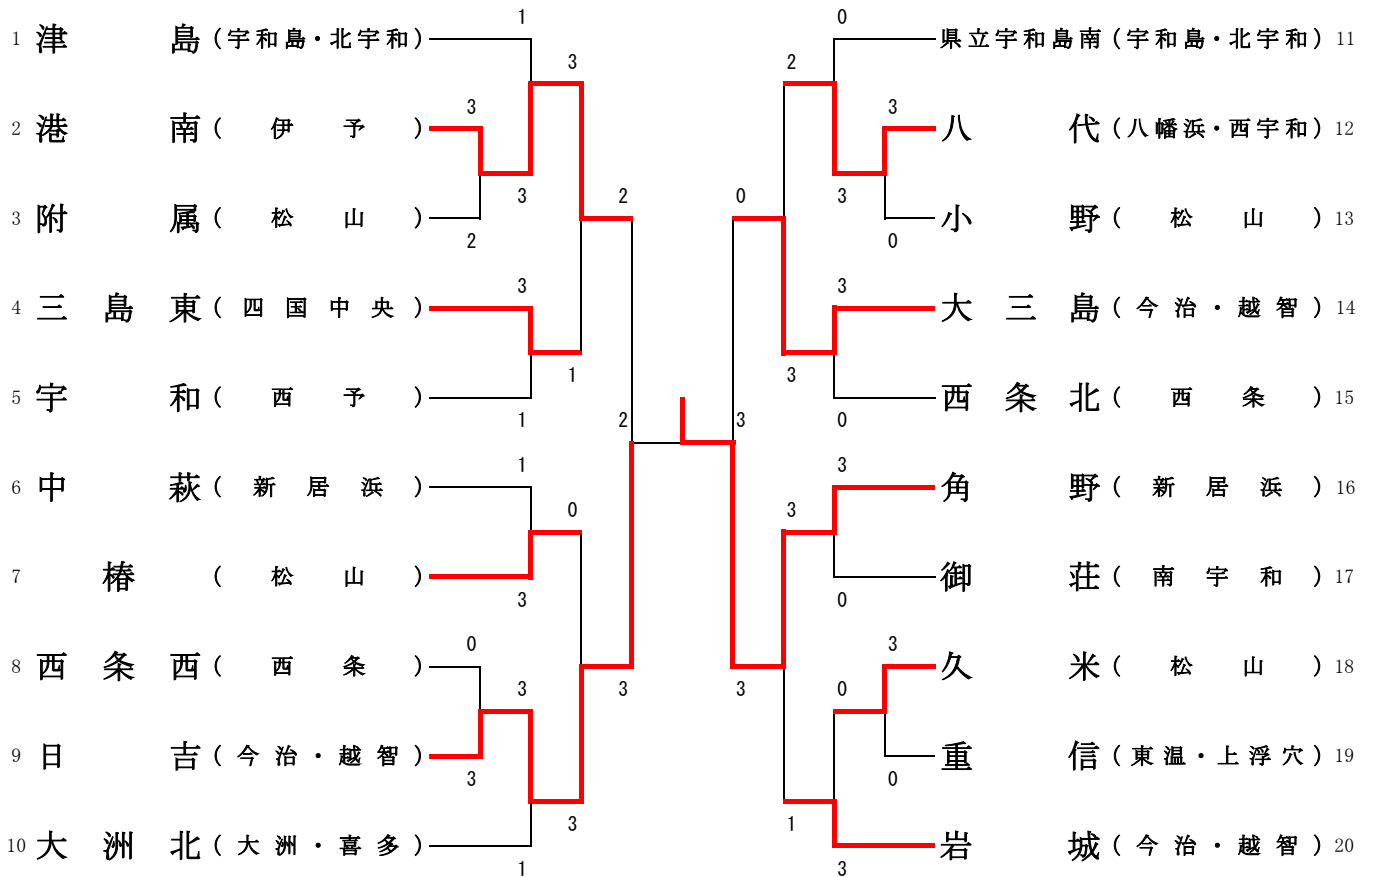 1 津島 (宇和島・北宇和)
2 港南 (伊予)
3 附属 (松山)
4 三島東 (四国中央)
5 宇和 (西予)
6 中萩 (新居浜)
7 椿 (松山)
8 西条西 (西条)
9 日吉 (今治・越智)
10 大洲北 (大洲・喜多)
1
3
3
3
2
2
3
1
1
2
1
0
3
0
3
3
3
3
1
0
2
3
0
3
3
0
3
0
3
3
3
0
3
3
0
1
0
3
県立宇和島南 (宇和島・北宇和) 11
八代 (八幡浜・西宇和) 12
小野 (松山) 13
大三島 (今治・越智) 14
西条北 (西条) 15
角野 (新居浜) 16
御荘 (南宇和) 17
久米 (松山) 18
重信 (東温・上浮穴) 19
岩城 (今治・越智) 20